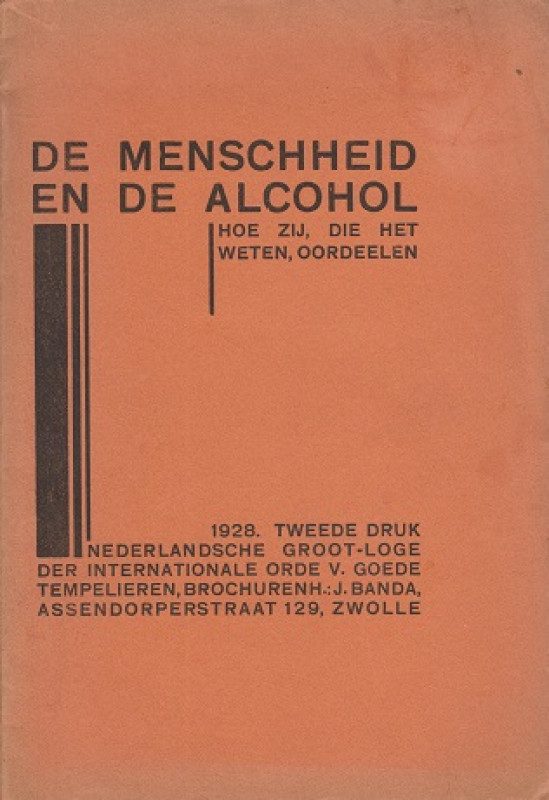 DE MENSCHHEID
EN DE ALCOHOL
HOE ZIJ, DIE HET
WETEN, OORDEELEN
1928. TWEEDE DRUK
NEDERLANDSCHE GROOT-LOGE
DER INTERNATIONALE ORDE V. GOEDE
TEMPELIEREN, BROCHURENH.: J. BANDA,
ASSENDORPERSTRAAT 129, ZWOLLE